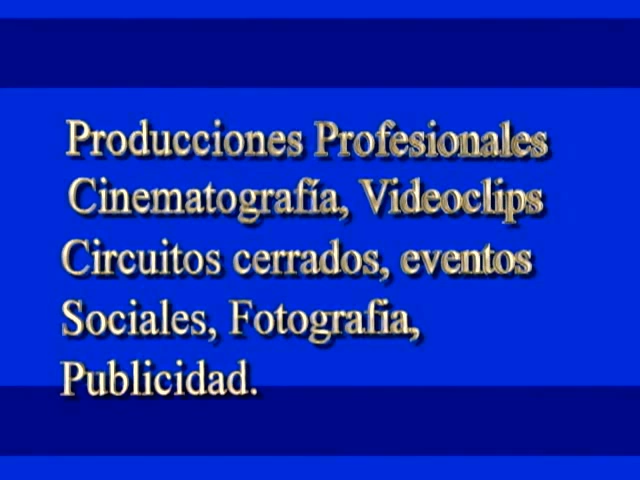 Producciones Profesionales
Cinematografía, Videoclips
Circuitos cerrados, eventos
Sociales, Fotografia,
Publicidad.